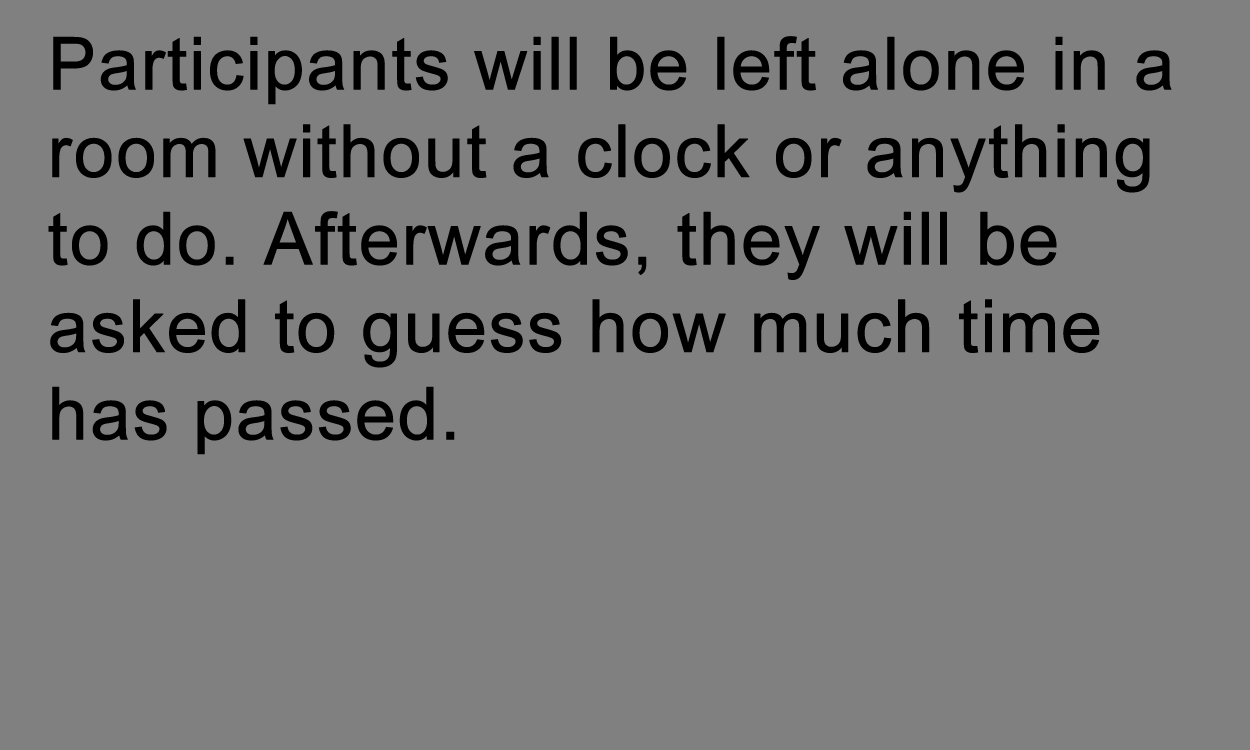 Participants will be left alone in a
room without a clock or anything
to do. Afterwards, they will be
asked to guess how much time
has passed.